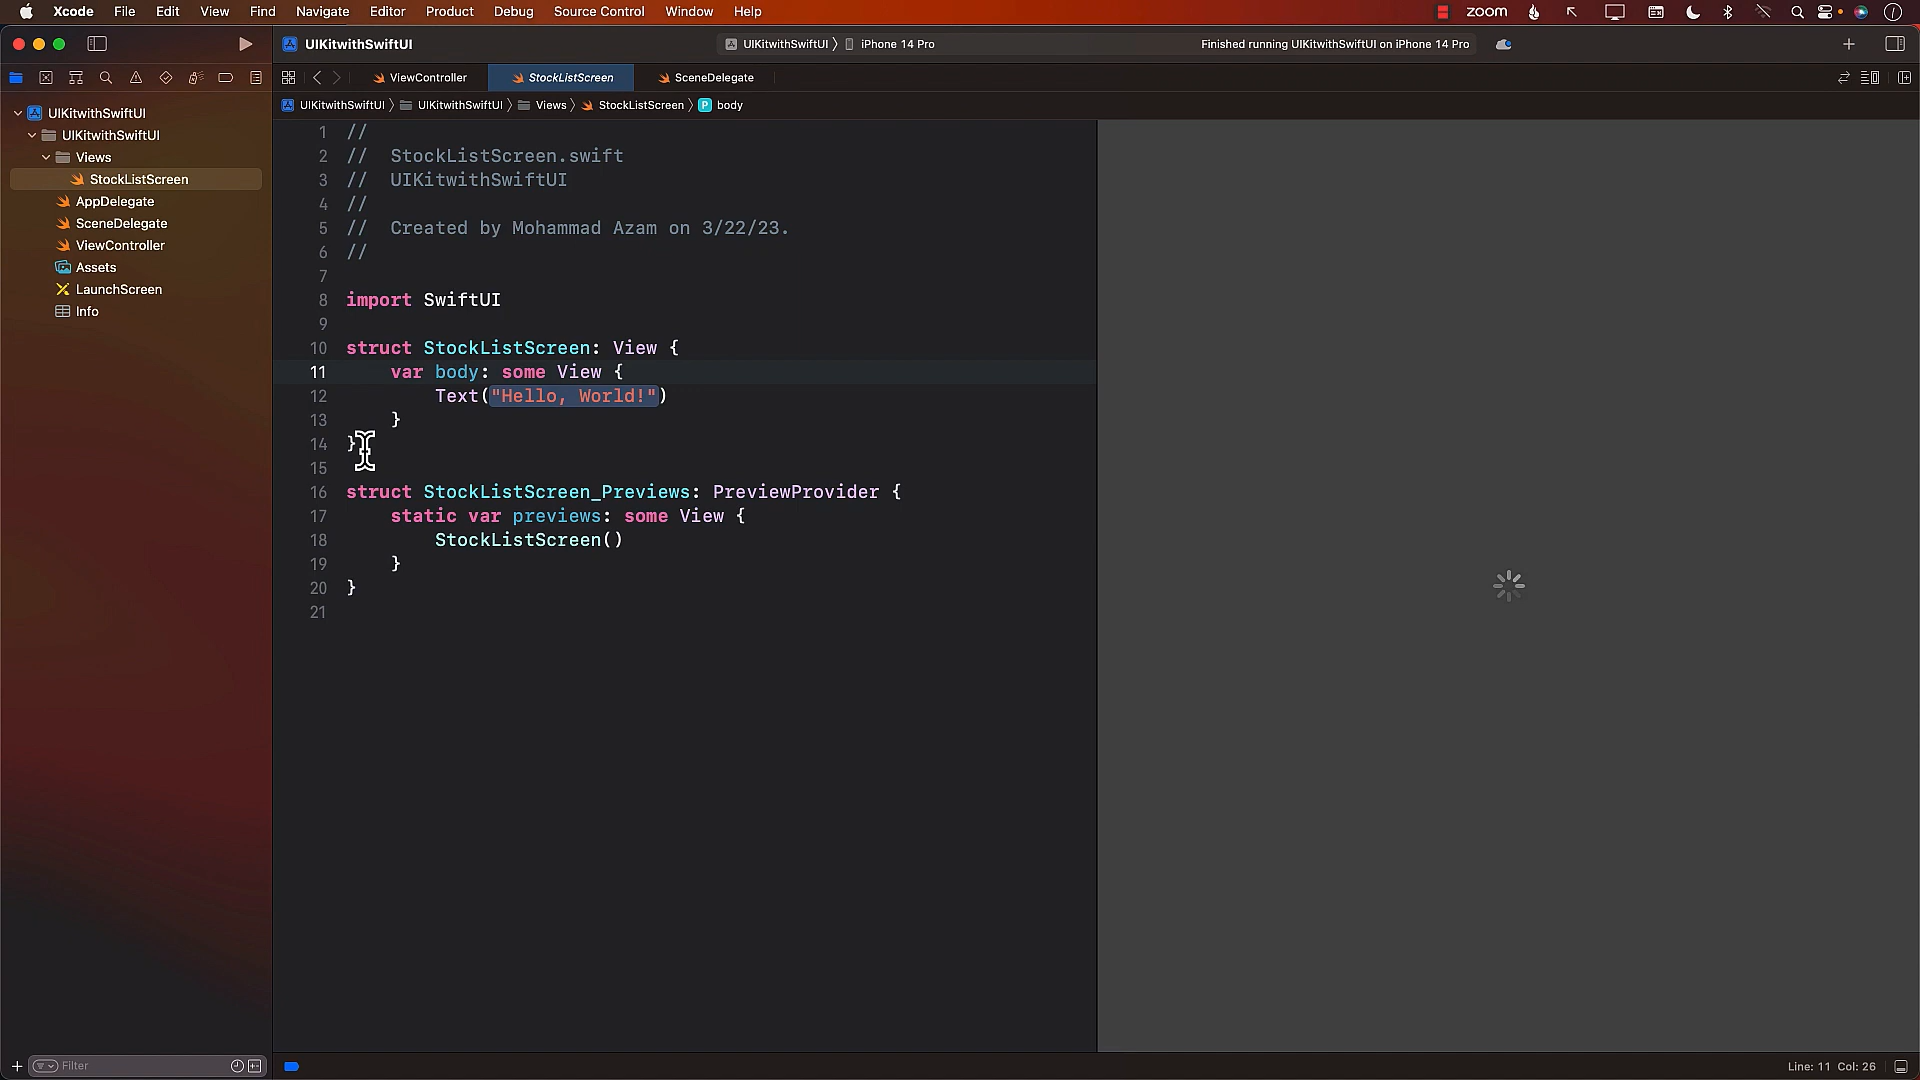 Xcode File Edit View Find Navigate Editor Product Debug Source Control Window Help zoom
UIKitwithSwiftUI UIKitwithSwiftUI iPhone 14 Pro Finished running UIKitwithSwiftUI on iPhone 14 Pro
ViewController StockListScreen SceneDelegate
UIKitwithSwiftUI UIKitwithSwiftUI Views StockListScreen P body
UIKitwithSwiftUI
UIKitwithSwiftUI
Views
StockListScreen
AppDelegate
SceneDelegate
ViewController
Assets
LaunchScreen
Info
1 //
2 // StockListScreen.swift
3 // UIKitwithSwiftUI
4 //
5 // Created by Mohammad Azam on 3/22/23.
6 //
7
8 import SwiftUI
9
10 struct StockListScreen: View {
11 var body: some View {
12 Text("Hello, World!")
13 }
14 }
15
16 struct StockListScreen_Previews: PreviewProvider {
17 static var previews: some View {
18 StockListScreen()
19 }
20 }
21
Filter
Line: 11 Col: 26